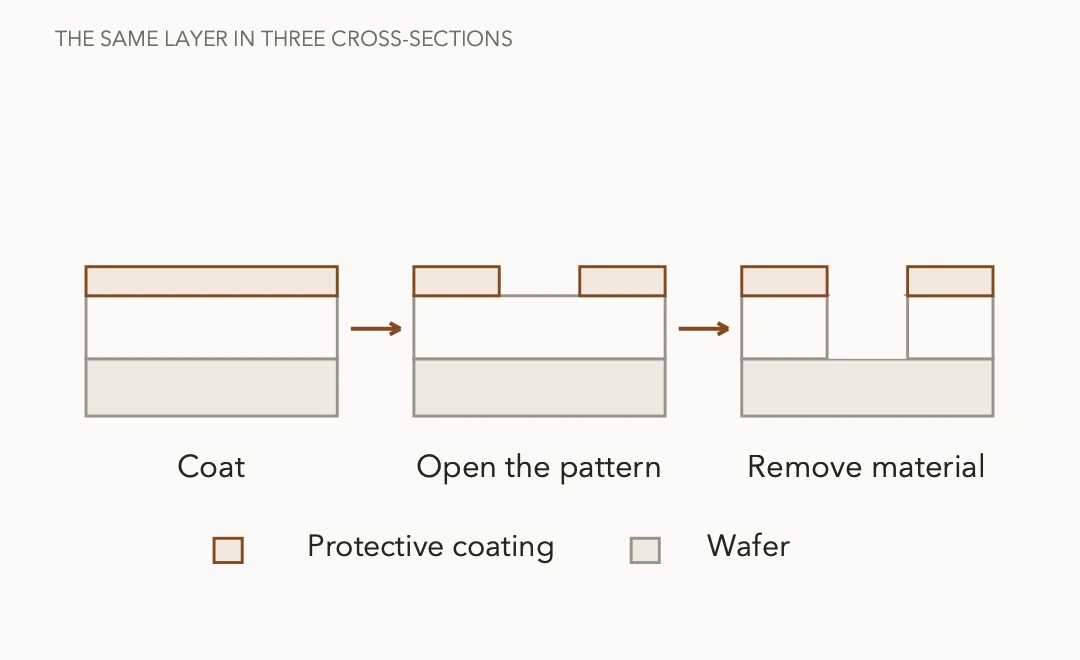 THE SAME LAYER IN THREE CROSS-SECTIONS
Coat
Open the pattern
Remove material
Protective coating
Wafer